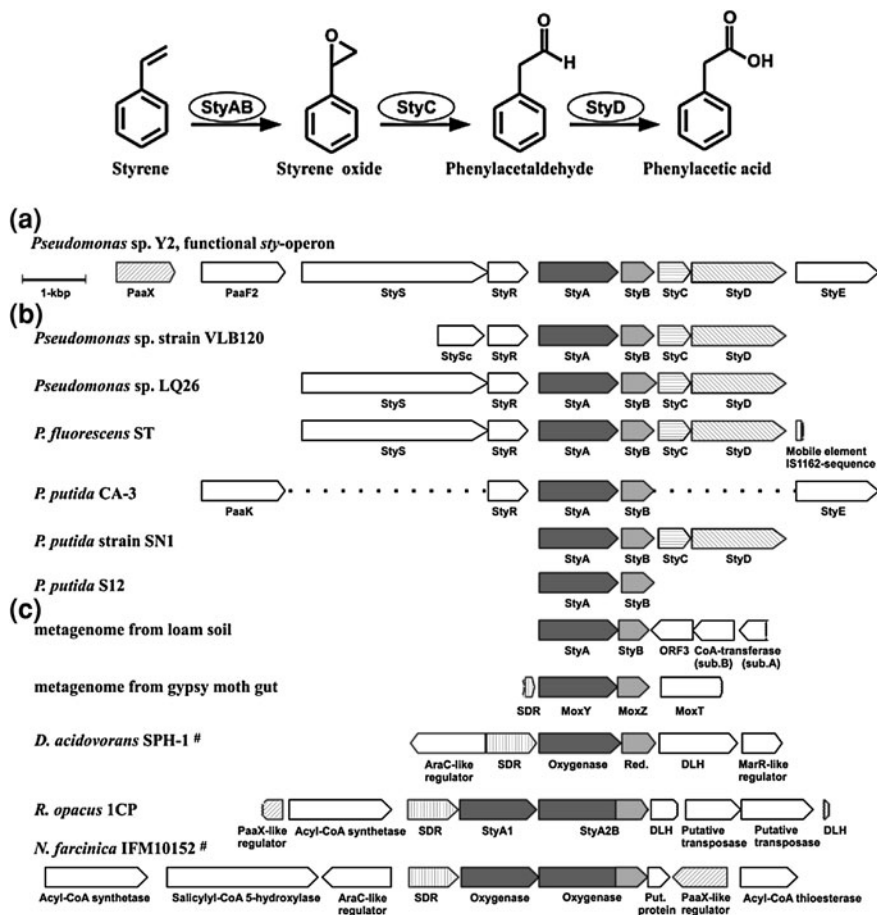 O
O
O
H
OH
StyAB
StyC
StyD
Styrene
Styrene oxide
Phenylacetaldehyde
Phenylacetic acid
(a)
Pseudomonas sp. Y2, functional sty-operon
1-kbp
PaaX
PaaF2
StyS
StyR
StyA
StyB
StyC
StyD
StyE
(b)
Pseudomonas sp. strain VLB120
StySc
StyR
StyA
StyB
StyC
StyD
Pseudomonas sp. LQ26
StyS
StyR
StyA
StyB
StyC
StyD
P. fluorescens ST
StyS
StyR
StyA
StyB
StyC
StyD
Mobile element
IS1162-sequence
P. putida CA-3
PaaK
StyR
StyA
StyB
StyE
P. putida strain SN1
StyA
StyB
StyC
StyD
P. putida S12
StyA
StyB
(c)
metagenome from loam soil
StyA
StyB
ORF3
CoA-transferase
(sub.B)
(sub.A)
metagenome from gypsy moth gut
SDR
MoxY
MoxZ
MoxT
D. acidovorans SPH-1 #
AraC-like
regulator
SDR
Oxygenase
Red.
DLH
MarR-like
regulator
R. opacus 1CP
PaaX-like
regulator
Acyl-CoA synthetase
SDR
StyA1
StyA2B
DLH
Putative
transposase
Putative
transposase
DLH
N. farcinica IFM10152 #
Acyl-CoA synthetase
Salicylyl-CoA 5-hydroxylase
AraC-like
regulator
SDR
Oxygenase
Oxygenase
Put.
protein
PaaX-like
regulator
Acyl-CoA thioesterase